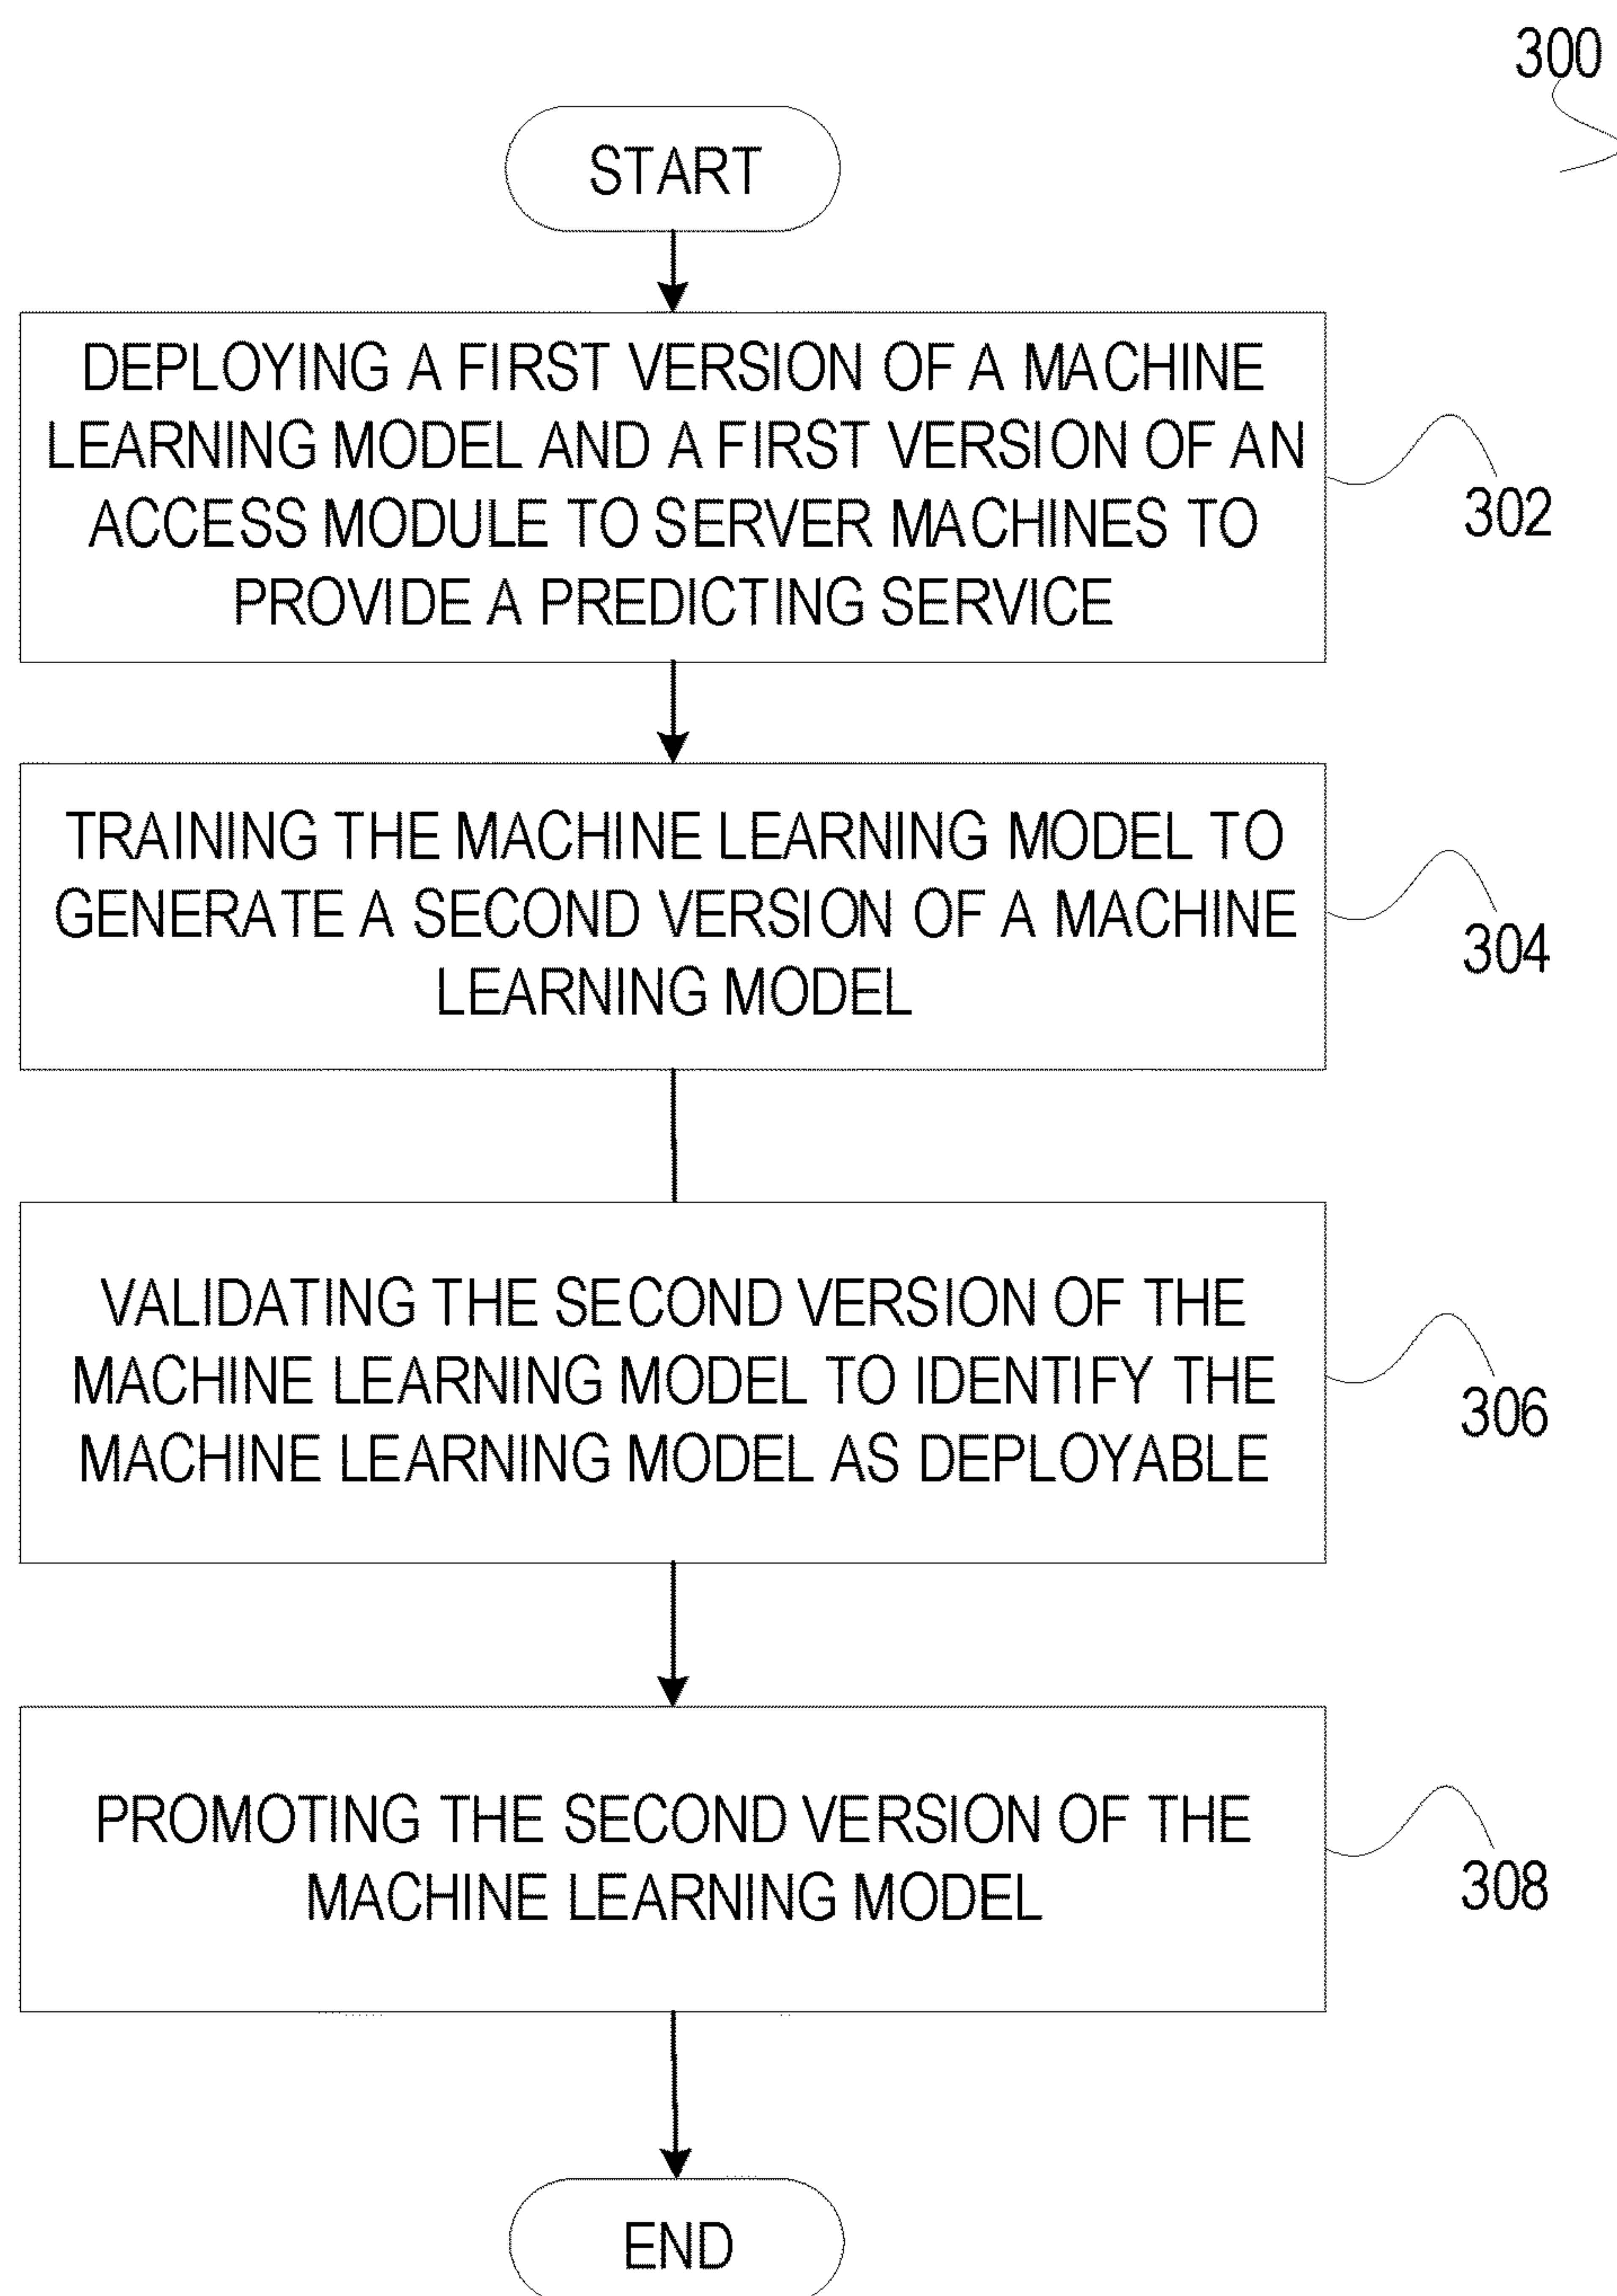 300
START
DEPLOYING A FIRST VERSION OF A MACHINE
LEARNING MODEL AND A FIRST VERSION OF AN
ACCESS MODULE TO SERVER MACHINES TO
PROVIDE A PREDICTING SERVICE
302
TRAINING THE MACHINE LEARNING MODEL TO
GENERATE A SECOND VERSION OF A MACHINE
LEARNING MODEL
304
VALIDATING THE SECOND VERSION OF THE
MACHINE LEARNING MODEL TO IDENTIFY THE
MACHINE LEARNING MODEL AS DEPLOYABLE
306
PROMOTING THE SECOND VERSION OF THE
MACHINE LEARNING MODEL
308
END